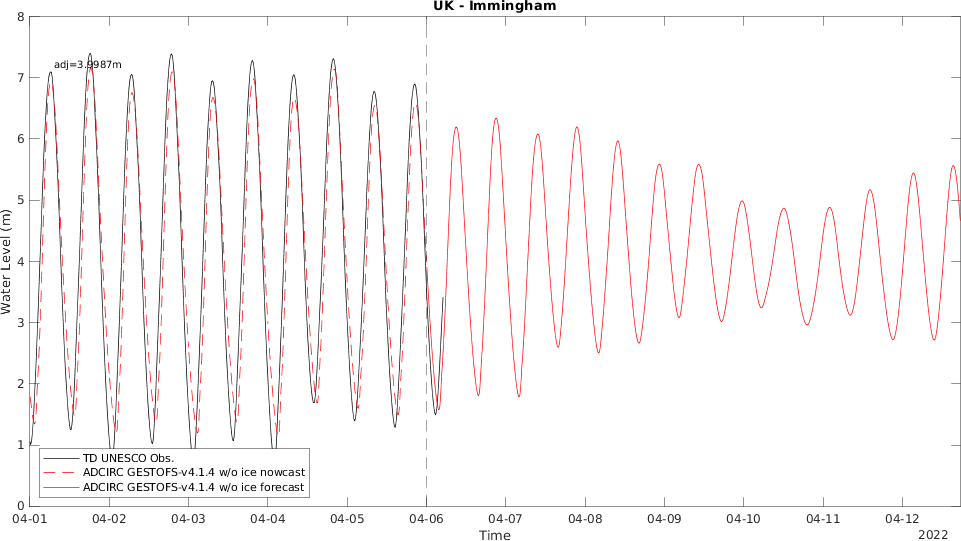 UK - Immingham
adj=3.9987m
8
7
6
5
4
3
2
1
0
Water Level (m)
TD UNESCO Obs.
ADCIRC GESTOFS-v4.1.4 w/o ice nowcast
ADCIRC GESTOFS-v4.1.4 w/o ice forecast
04-01 04-02 04-03 04-04 04-05 04-06 04-07 04-08 04-09 04-10 04-11 04-12
Time
2022